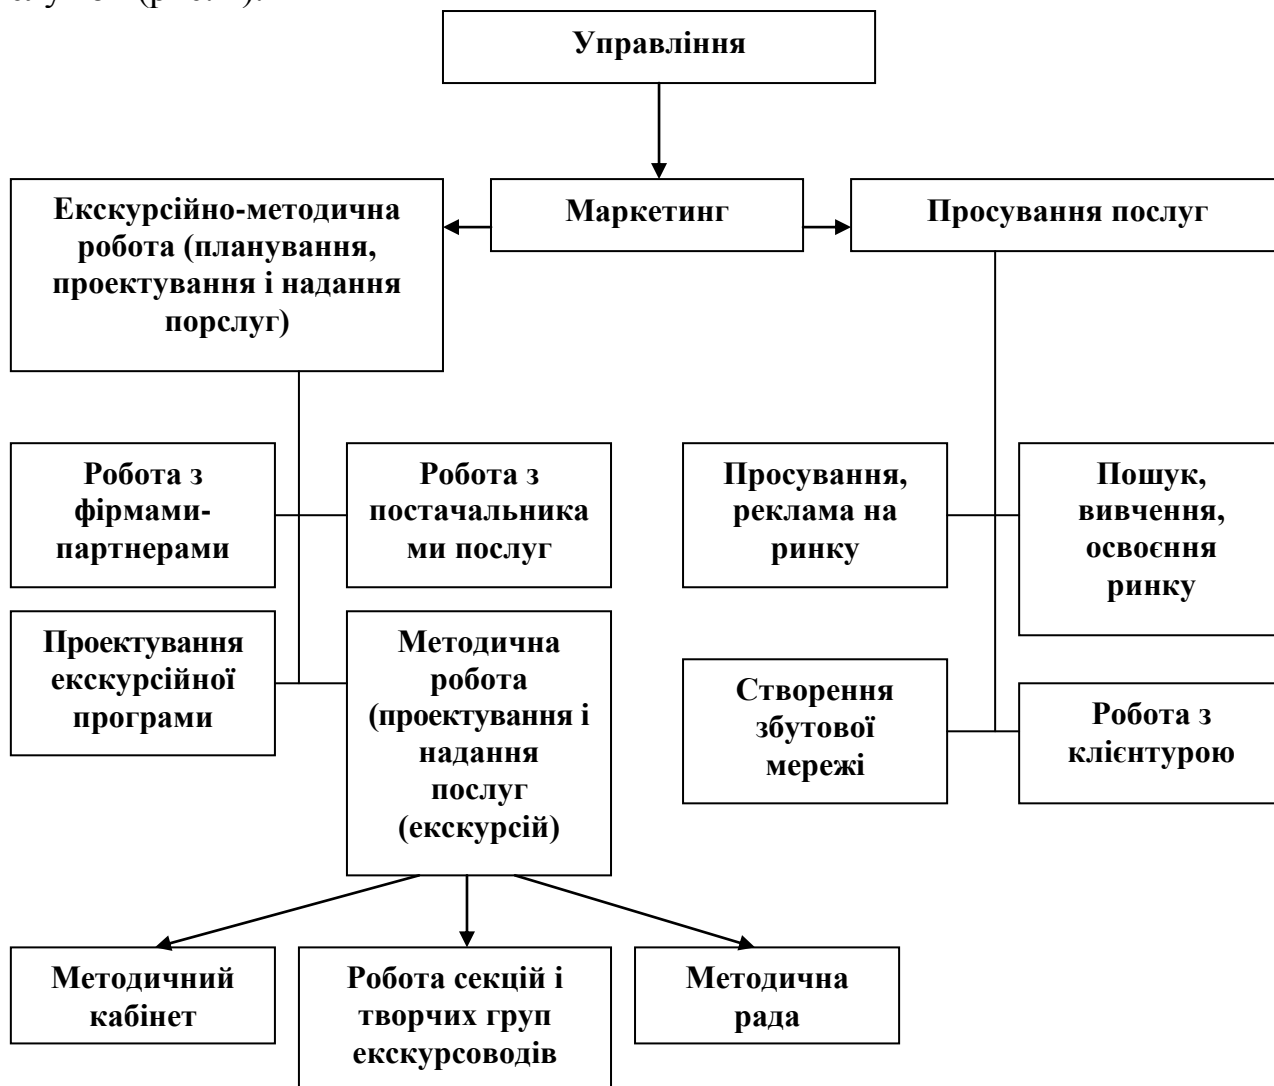 Управління
Екскурсійно-методична
робота (планування,
проектування і надання
порслуг)
Маркетинг
Просування послуг
Робота з
фірмами-
партнерами
Робота з
постачальника
ми послуг
Просування,
реклама на
ринку
Пошук,
вивчення,
освоєння
ринку
Проектування
екскурсійної
програми
Методична
робота
(проектування і
надання
послуг
(екскурсій)
Створення
збутової
мережі
Робота з
клієнтурою
Методичний
кабінет
Робота секцій і
творчих груп
екскурсоводів
Методична
рада